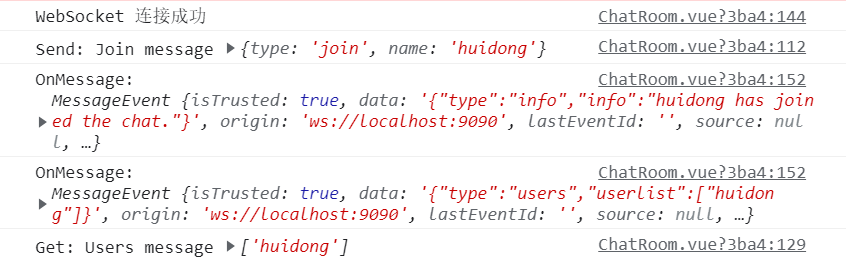 WebSocket 连接成功 ChatRoom.vue?3ba4:144
Send: Join message ▶{type: 'join', name: 'huidong'} ChatRoom.vue?3ba4:112
OnMessage: ChatRoom.vue?3ba4:152
MessageEvent {isTrusted: true, data: '{"type":"info","info":"huidong has join
▶ed the chat."}', origin: 'ws://localhost:9090', lastEventId: '', source: nul
l, …}
OnMessage: ChatRoom.vue?3ba4:152
MessageEvent {isTrusted: true, data: '{"type":"users","userlist":["huidon
▶g"]}', origin: 'ws://localhost:9090', lastEventId: '', source: null, …}
Get: Users message ▶['huidong'] ChatRoom.vue?3ba4:129